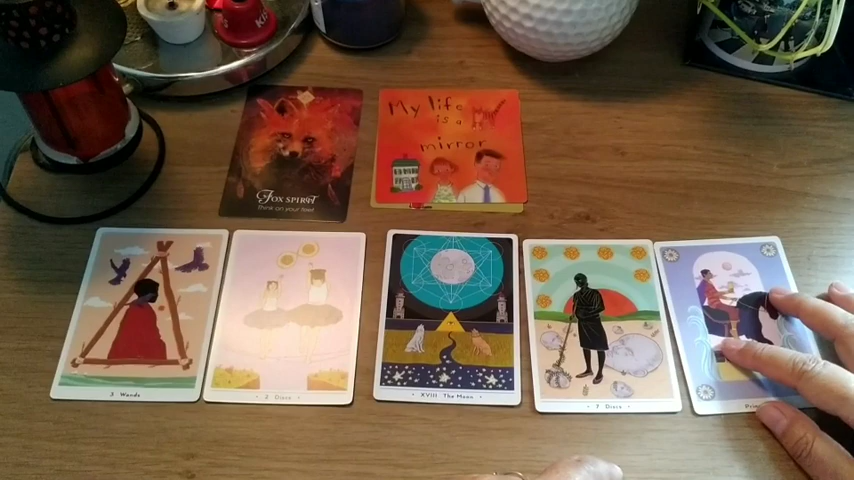 My life
is a
mirror
FOX SPIRIT
Think on your feet
3 Wands
2 Discs
XVIII The Moon
7 Discs